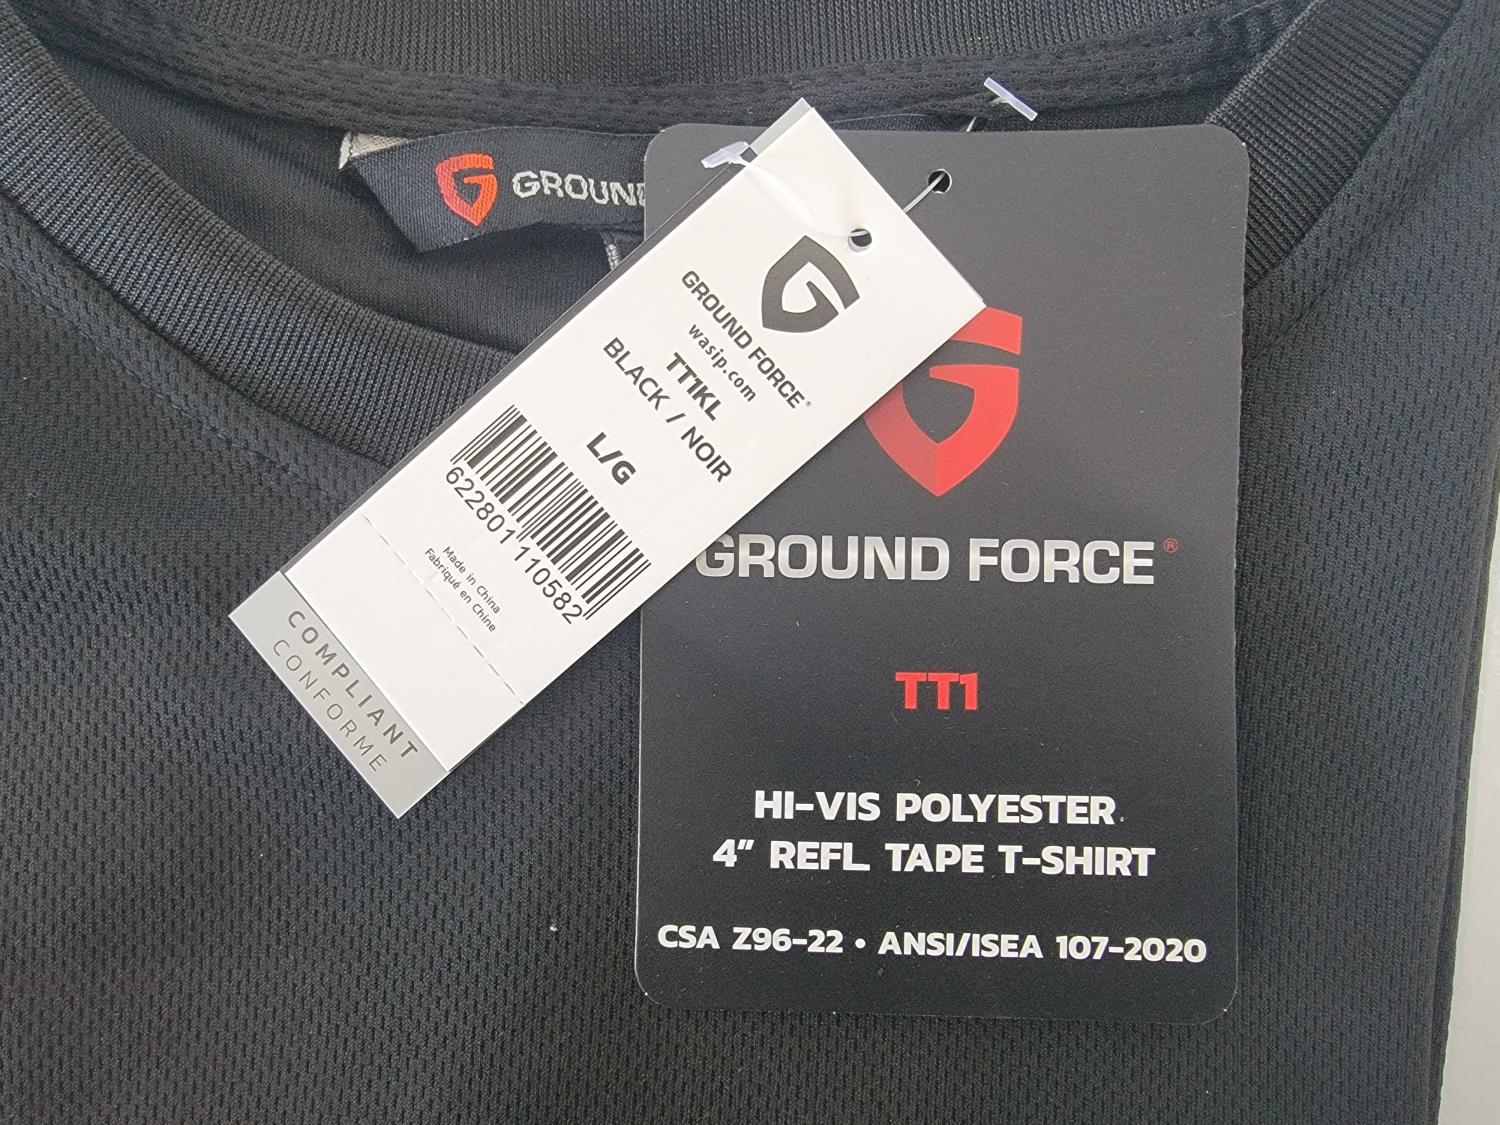 GROUND FORCE®
wasip.com
TT1KL
BLACK / NOIR
L/G
622801110582
Made in China
Fabriqué en Chine
COMPLIANT
CONFORME
GROUND FORCE®
TT1
HI-VIS POLYESTER
4" REFL TAPE T-SHIRT
CSA Z96-22 • ANSI/ISEA 107-2020